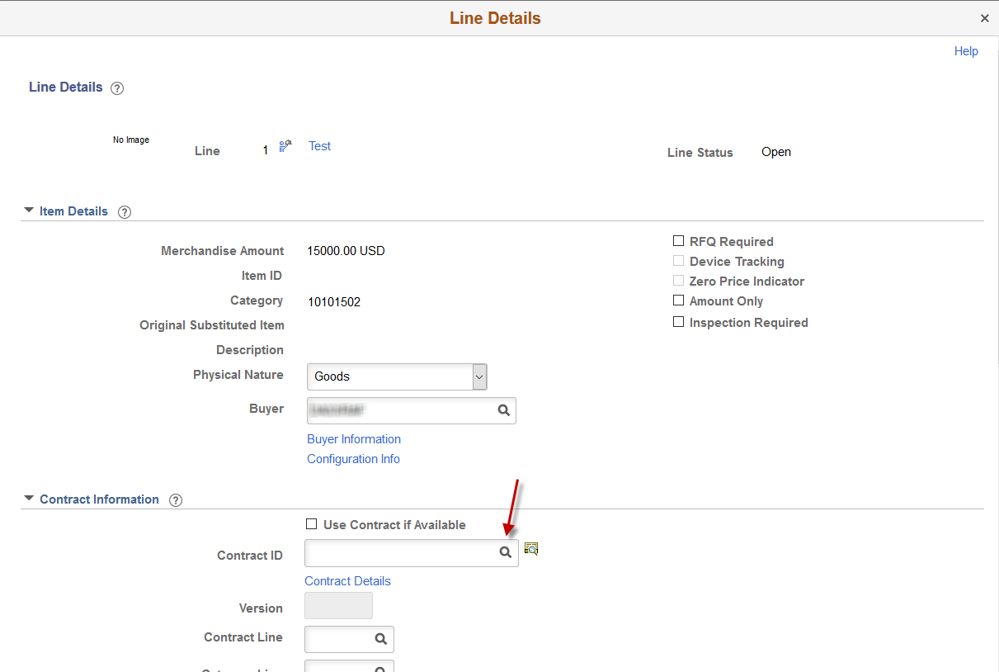 Line Details
×
Help
Line Details ?
No Image
Line 1 Test
Line Status Open
Item Details ?
Merchandise Amount 15000.00 USD
RFQ Required
Device Tracking
Item ID
Zero Price Indicator
Category 10101502
Amount Only
Original Substituted Item
Inspection Required
Description
Physical Nature Goods
Buyer
Buyer Information
Configuration Info
Contract Information ?
Use Contract if Available
Contract ID
Contract Details
Version
Contract Line